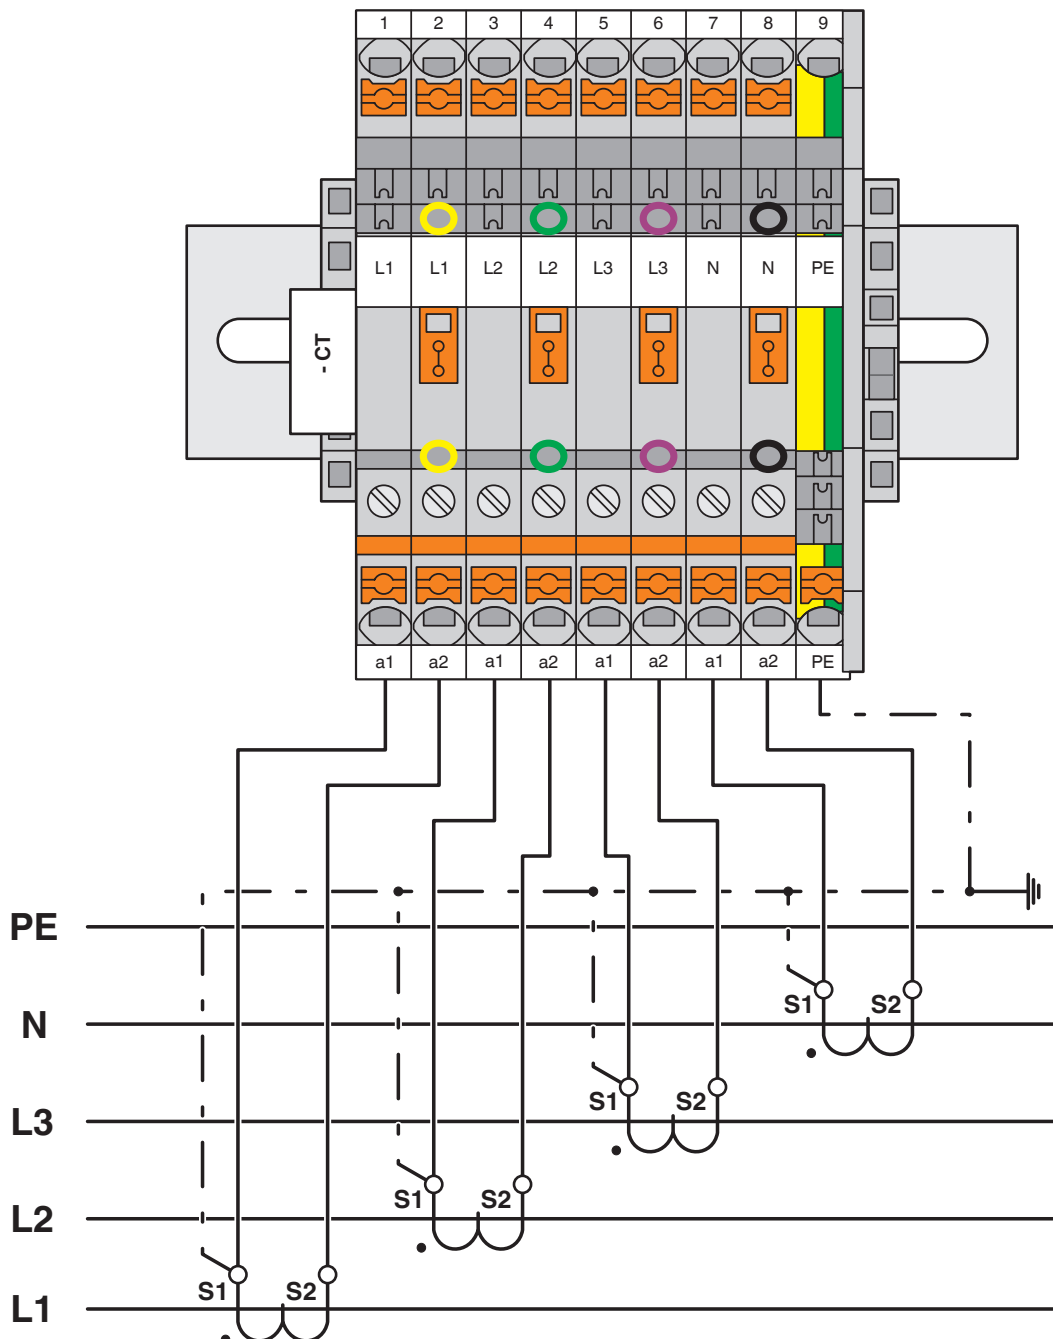 1 2 3 4 5 6 7 8 9
L1 L1 L2 L2 L3 L3 N N PE
- CT
a1 a2 a1 a2 a1 a2 a1 a2 PE
PE
S1 S2
N
S1 S2
L3
S1 S2
L2
S1 S2
L1